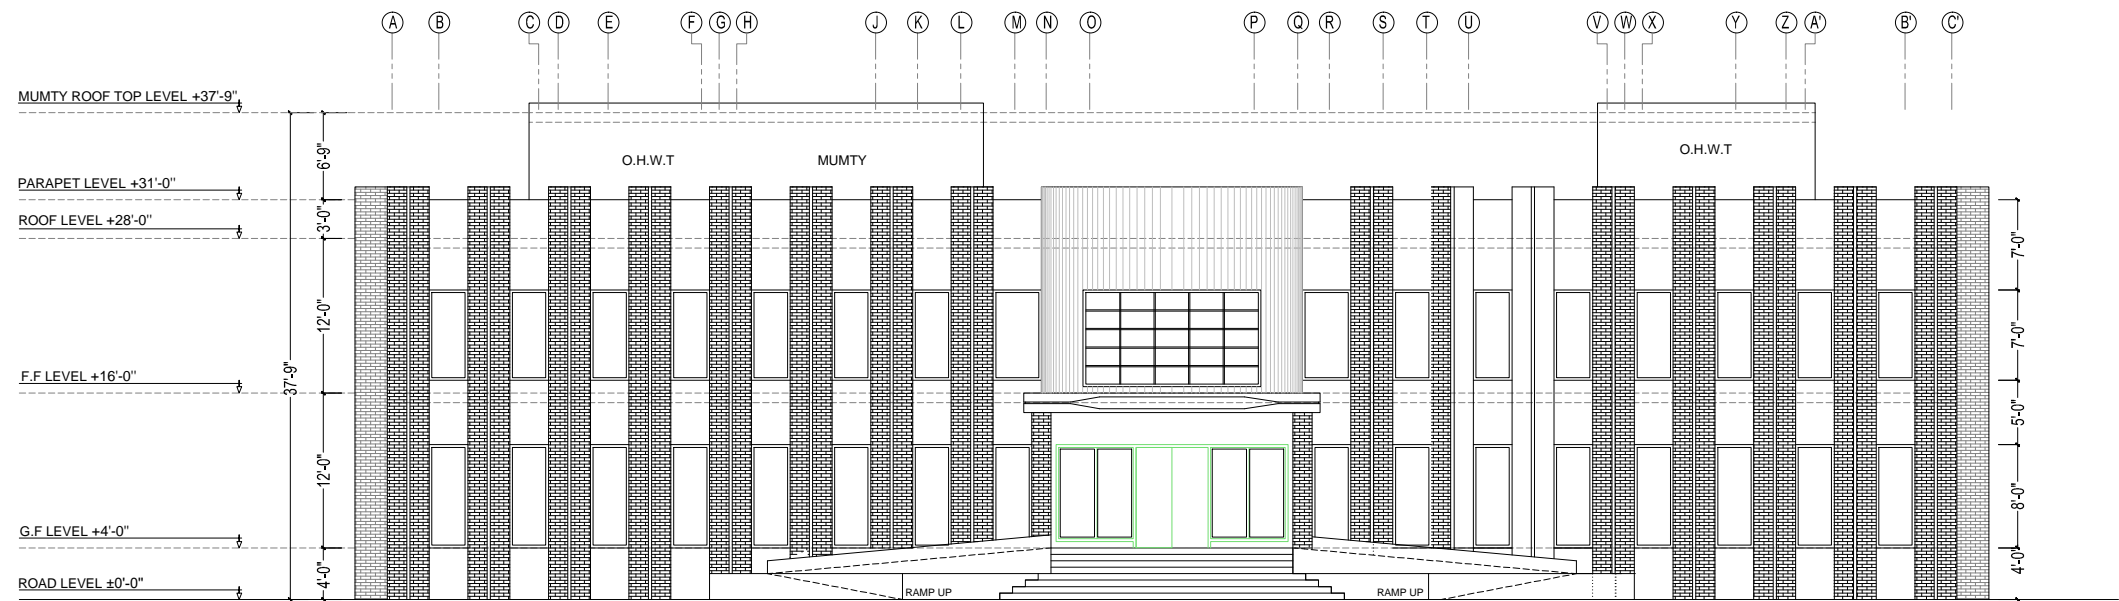 A B C D E F G H J K L M N O P Q R S T U V W X Y Z A' B' C'
MUMTY ROOF TOP LEVEL +37'-9"
O.H.W.T
MUMTY
O.H.W.T
6'-9"
PARAPET LEVEL +31'-0"
3'-0"
ROOF LEVEL +28'-0"
7'-0"
12'-0"
7'-0"
37'-9"
F.F LEVEL +16'-0"
5'-0"
12'-0"
8'-0"
G.F LEVEL +4'-0"
4'-0"
4'-0"
ROAD LEVEL ±0'-0"
RAMP UP
RAMP UP